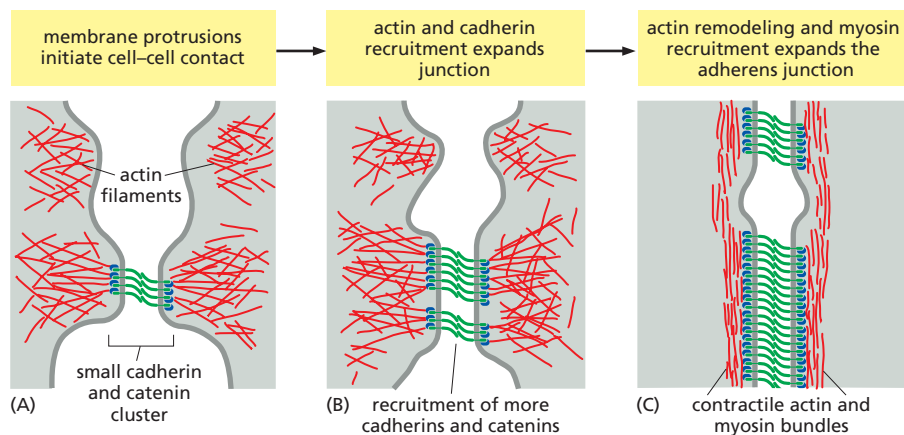 membrane protrusions
initiate cell–cell contact
actin and cadherin
recruitment expands
junction
actin remodeling and myosin
recruitment expands the
adherens junction
actin
filaments
small cadherin
and catenin
cluster
(A)
recruitment of more
cadherins and catenins
(B)
contractile actin and
myosin bundles
(C)